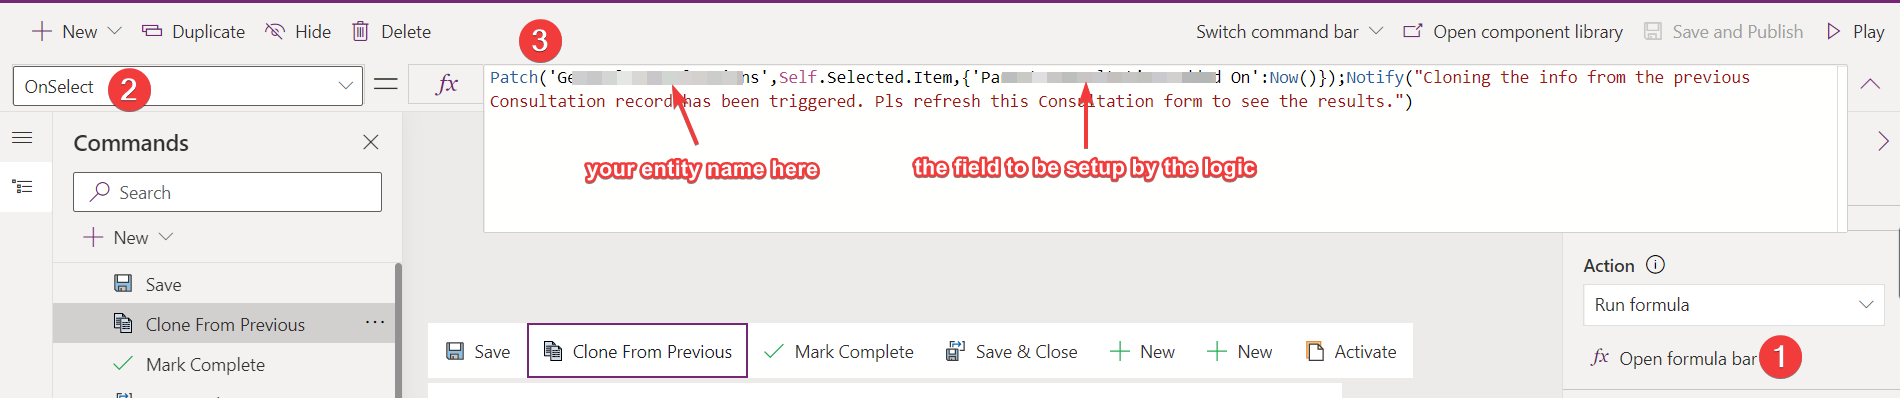 New Duplicate Hide Delete Switch command bar Open component library Save and Publish Play
3
OnSelect 2 = fx
Patch('Ge ns',Self.Selected.Item,{'Pa d On':Now()});Notify("Cloning the info from the previous
Consultation record has been triggered. Pls refresh this Consultation form to see the results.")
your entity name here
the field to be setup by the logic
Commands
Search
New
Save
Clone From Previous ...
Mark Complete
Action
Run formula
fx Open formula bar 1
Save Clone From Previous Mark Complete Save & Close New New Activate